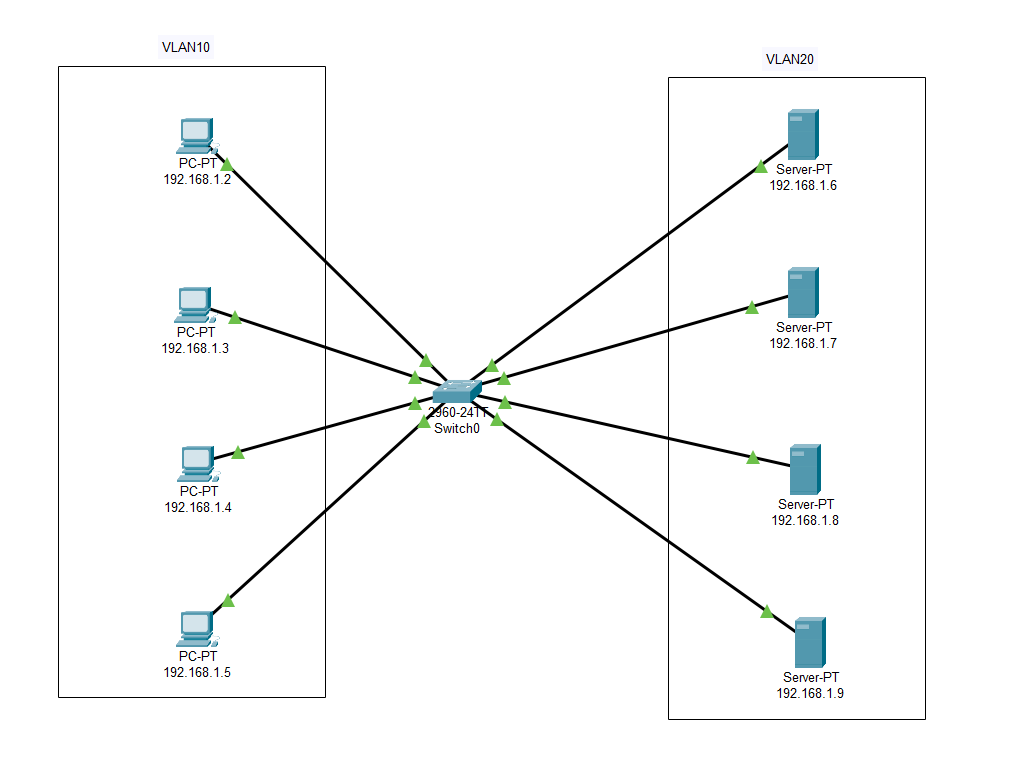 VLAN10
VLAN20
PC-PT
192.168.1.2
Server-PT
192.168.1.6
PC-PT
192.168.1.3
Server-PT
192.168.1.7
2960-24TT
Switch0
PC-PT
192.168.1.4
Server-PT
192.168.1.8
PC-PT
192.168.1.5
Server-PT
192.168.1.9